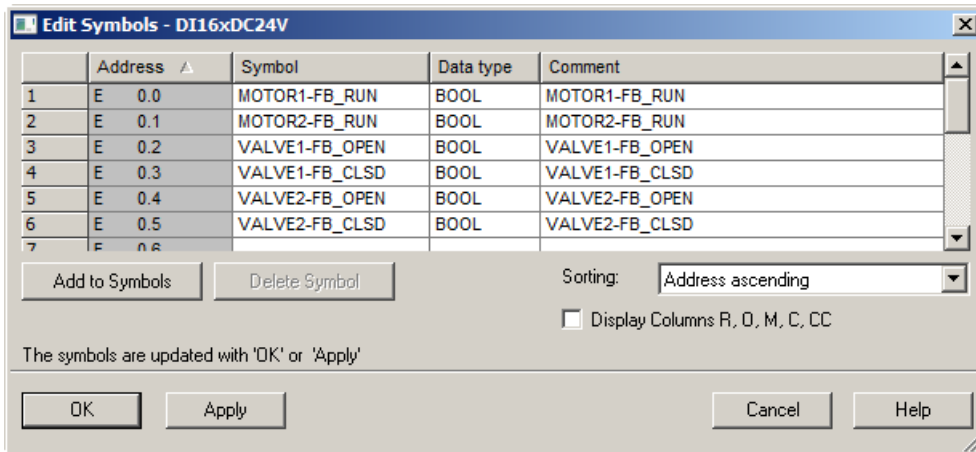 Edit Symbols - DI16xDC24V
Address Symbol Data type Comment
1 E 0.0 MOTOR1-FB_RUN BOOL MOTOR1-FB_RUN
2 E 0.1 MOTOR2-FB_RUN BOOL MOTOR2-FB_RUN
3 E 0.2 VALVE1-FB_OPEN BOOL VALVE1-FB_OPEN
4 E 0.3 VALVE1-FB_CLSD BOOL VALVE1-FB_CLSD
5 E 0.4 VALVE2-FB_OPEN BOOL VALVE2-FB_OPEN
6 E 0.5 VALVE2-FB_CLSD BOOL VALVE2-FB_CLSD
7 E 0.6
Add to Symbols Delete Symbol Sorting: Address ascending
Display Columns R, O, M, C, CC
The symbols are updated with 'OK' or 'Apply'
OK Apply Cancel Help